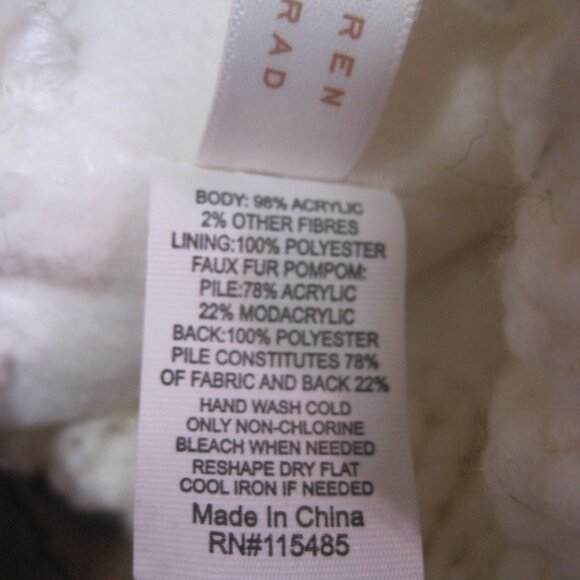 REN
RAD
BODY: 98% ACRYLIC
2% OTHER FIBRES
LINING:100% POLYESTER
FAUX FUR POMPOM:
PILE:78% ACRYLIC
22% MODACRYLIC
BACK:100% POLYESTER
PILE CONSTITUTES 78%
OF FABRIC AND BACK 22%
HAND WASH COLD
ONLY NON-CHLORINE
BLEACH WHEN NEEDED
RESHAPE DRY FLAT
COOL IRON IF NEEDED
Made In China
RN#115485